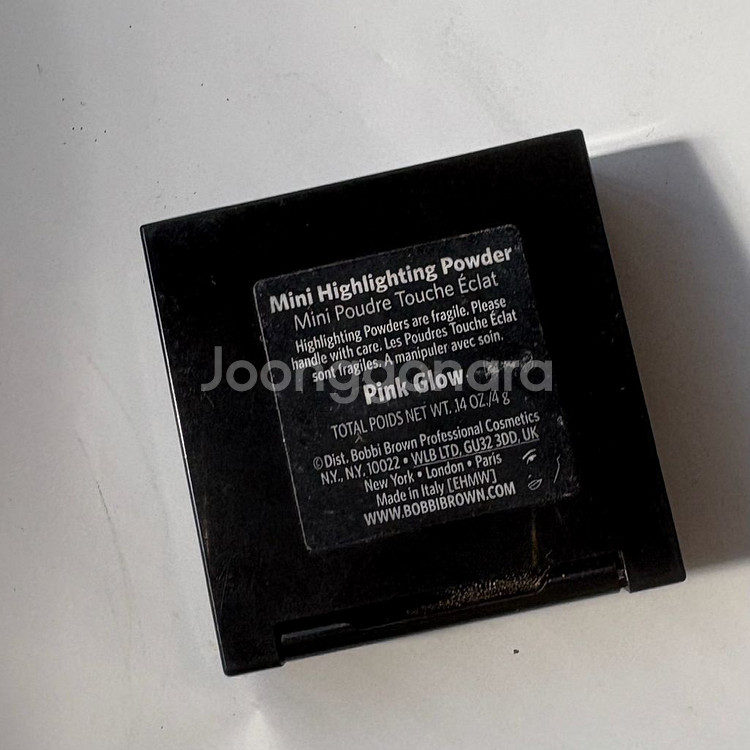 Mini Highlighting Powder
Mini Poudre Touche Éclat
Highlighting Powders are fragile. Please
handle with care. Les Poudres Touche Éclat
sont fragiles. A manipuler avec soin.
Joonggonara
Pink Glow
TOTAL POIDS NET WT. .14 OZ./4 g
©Dist. Bobbi Brown Professional Cosmetics
N.Y., N.Y. 10022 • WLB LTD, GU32 3DD, UK
New York • London • Paris
Made in Italy [EHMW]
WWW.BOBBIBROWN.COM